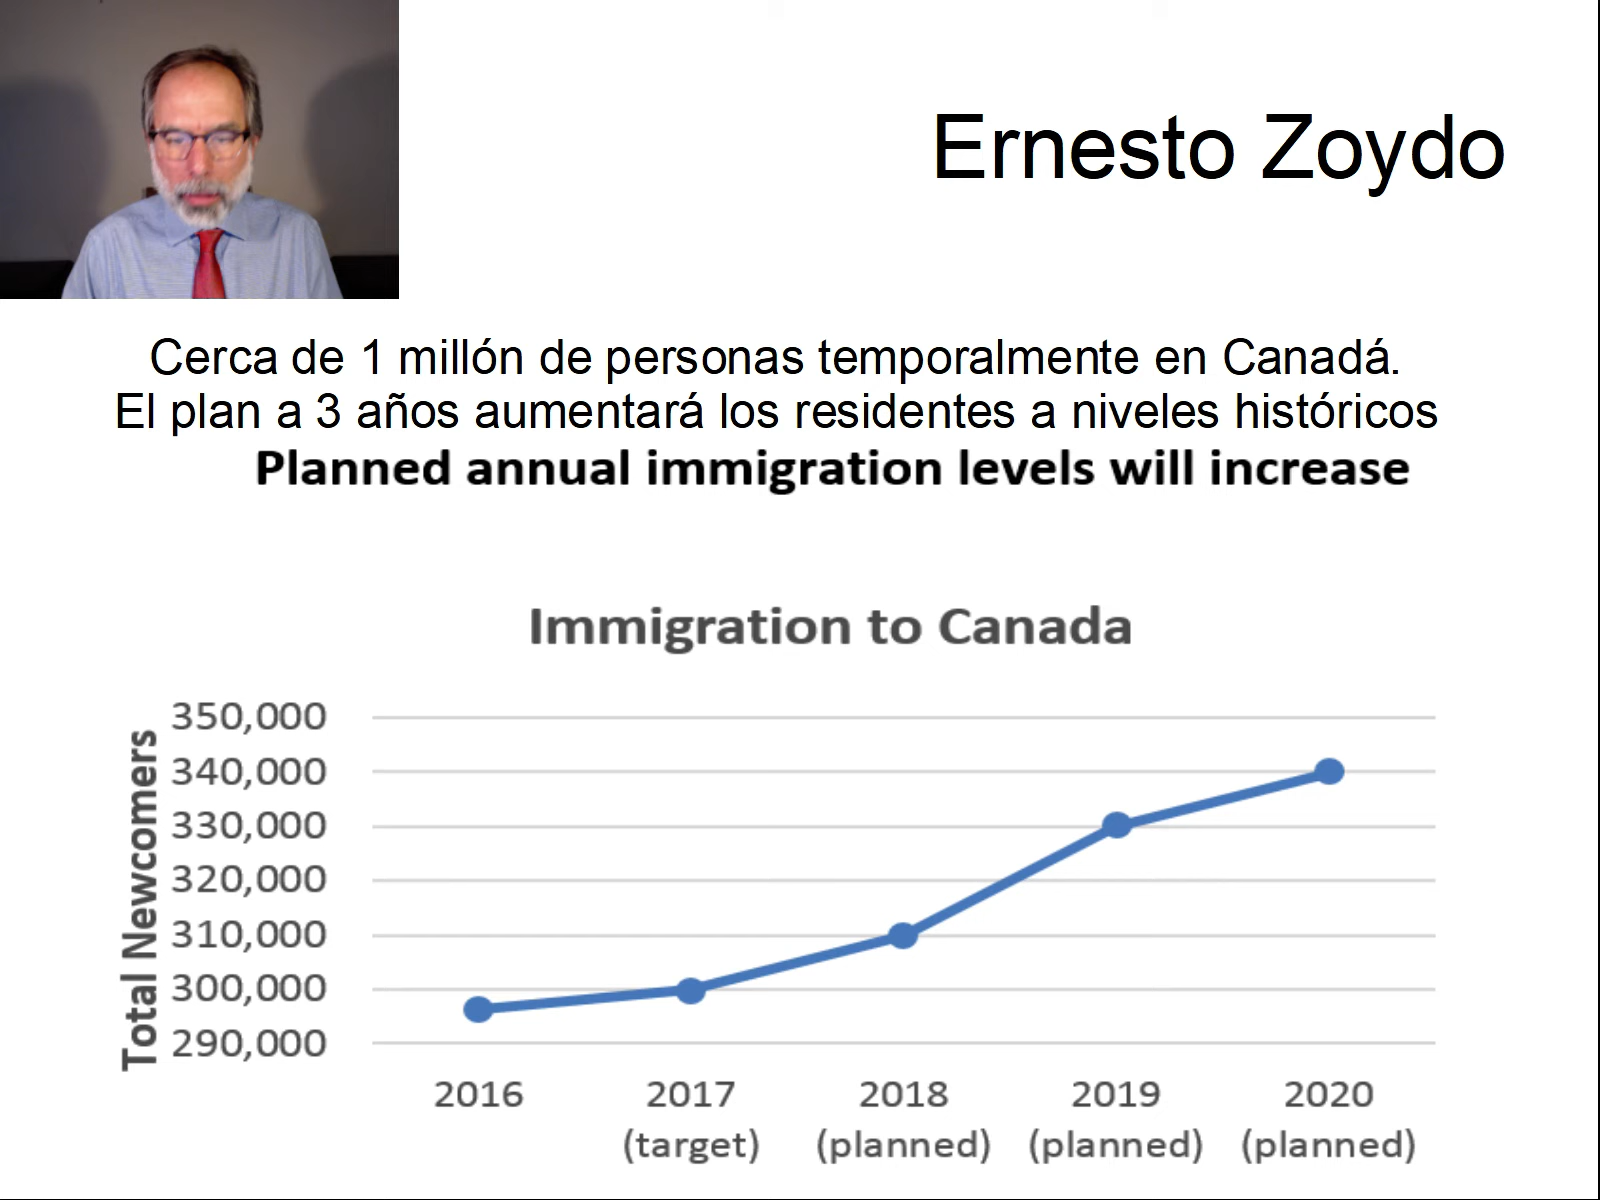 Ernesto Zoydo
Cerca de 1 millón de personas temporalmente en Canadá.
El plan a 3 años aumentará los residentes a niveles históricos
Planned annual immigration levels will increase
Immigration to Canada
Total Newcomers
350,000
340,000
330,000
320,000
310,000
300,000
290,000
2016 2017 2018 2019 2020
(target) (planned) (planned) (planned)